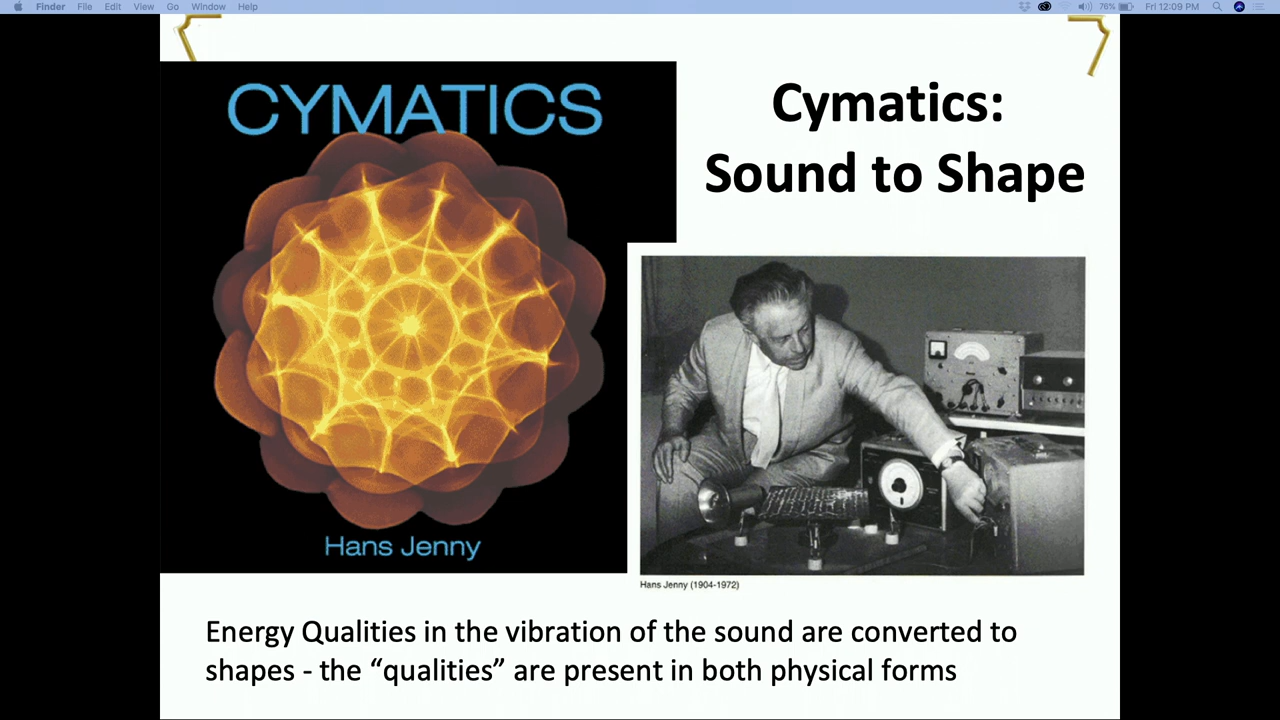 Finder File Edit View Go Window Help 76% Fri 12:09 PM
CYMATICS
Hans Jenny
Cymatics:
Sound to Shape
Hans Jenny (1904-1972)
Energy Qualities in the vibration of the sound are converted to
shapes - the “qualities” are present in both physical forms